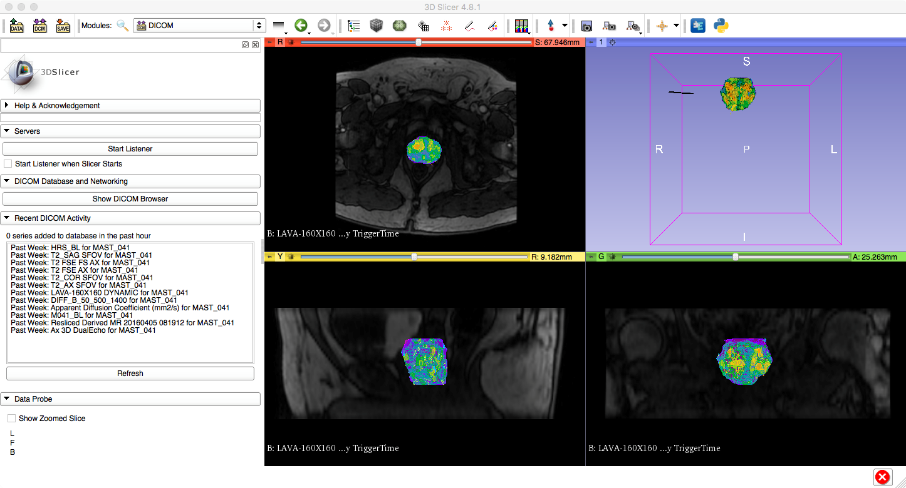 3D Slicer 4.8.1
DATA DCM SAVE Modules: DICOM
3DSlicer
Help & Acknowledgement
Servers
Start Listener
Start Listener when Slicer Starts
DICOM Database and Networking
Show DICOM Browser
Recent DICOM Activity
0 series added to database in the past hour
Past Week: HRS_BL for MAST_041
Past Week: T2_SAG SFOV for MAST_041
Past Week: T2 FSE FS AX for MAST_041
Past Week: T2 FSE AX for MAST_041
Past Week: T2_COR SFOV for MAST_041
Past Week: T2_AX SFOV for MAST_041
Past Week: LAVA-160X160 DYNAMIC for MAST_041
Past Week: DIFF_B_50_500_1400 for MAST_041
Past Week: Apparent Diffusion Coefficient (mm2/s) for MAST_041
Past Week: M041_BL for MAST_041
Past Week: Resliced Derived MR 20160405 081912 for MAST_041
Past Week: Ax 3D DualEcho for MAST_041
Refresh
Data Probe
Show Zoomed Slice
L
F
B
R S: 67.946mm
B: LAVA-160X160 ...y TriggerTime
1
S
R P L
I
Y R: 9.182mm
B: LAVA-160X160 ...y TriggerTime
G A: 25.263mm
B: LAVA-160X160 ...y TriggerTime